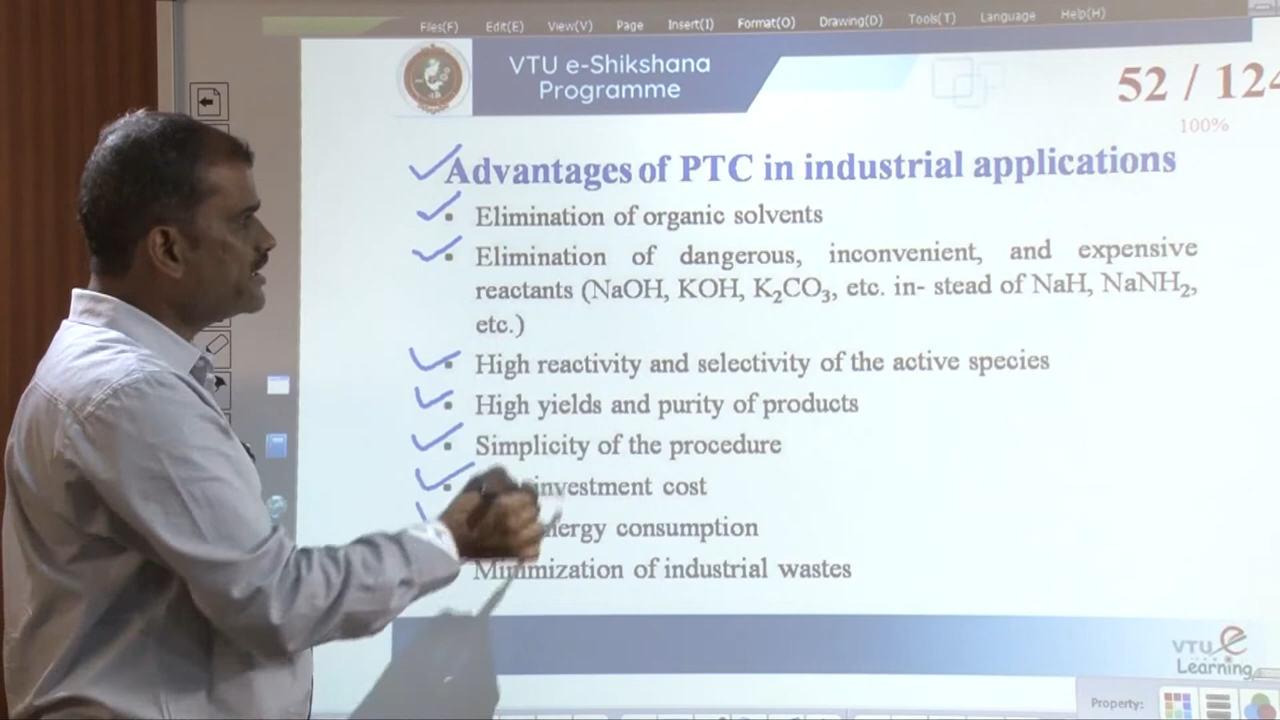 Files(F) Edit(E) View(V) Page Insert(I) Format(O) Drawing(D) Tools(T) Language Help(H)
VTU e-Shikshana
Programme
52 / 124
100%
Advantages of PTC in industrial applications
• Elimination of organic solvents
• Elimination of dangerous, inconvenient, and expensive
reactants (NaOH, KOH, K₂CO₃, etc. in- stead of NaH, NaNH₂,
etc.)
• High reactivity and selectivity of the active species
• High yields and purity of products
• Simplicity of the procedure
• investment cost
consumption
Minimization of industrial wastes
VTU e
Learning
Property: